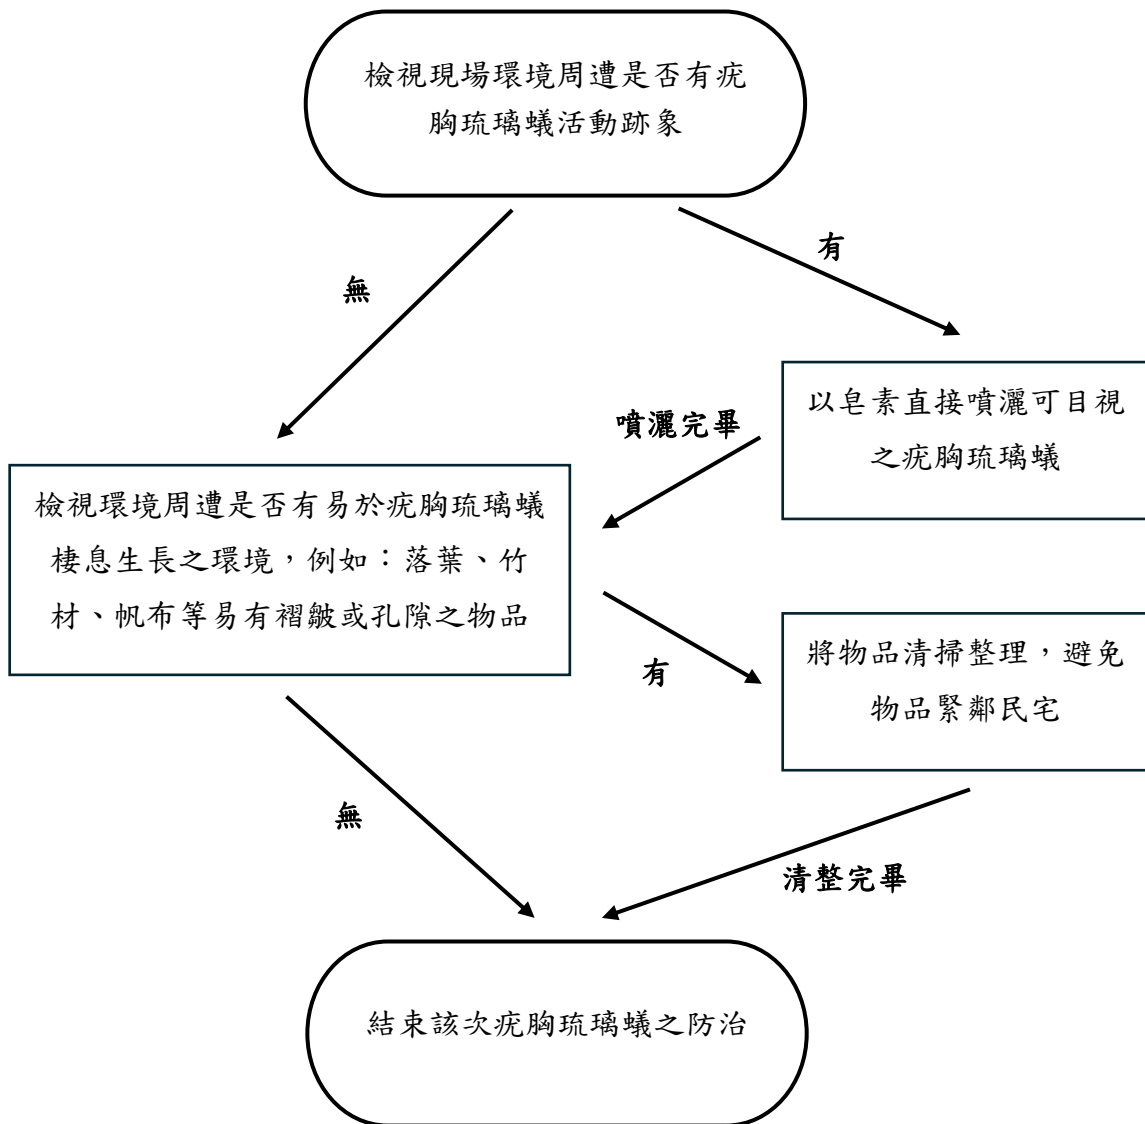 檢視現場環境周遭是否有疣
胸琉璃蟻活動跡象
有
無
以皂素直接噴灑可目視
之疣胸琉璃蟻
噴灑完畢
檢視環境周遭是否有易於疣胸琉璃蟻
棲息生長之環境，例如：落葉、竹
材、帆布等易有褶皺或孔隙之物品
有
將物品清掃整理，避免
物品緊鄰民宅
無
清整完畢
結束該次疣胸琉璃蟻之防治